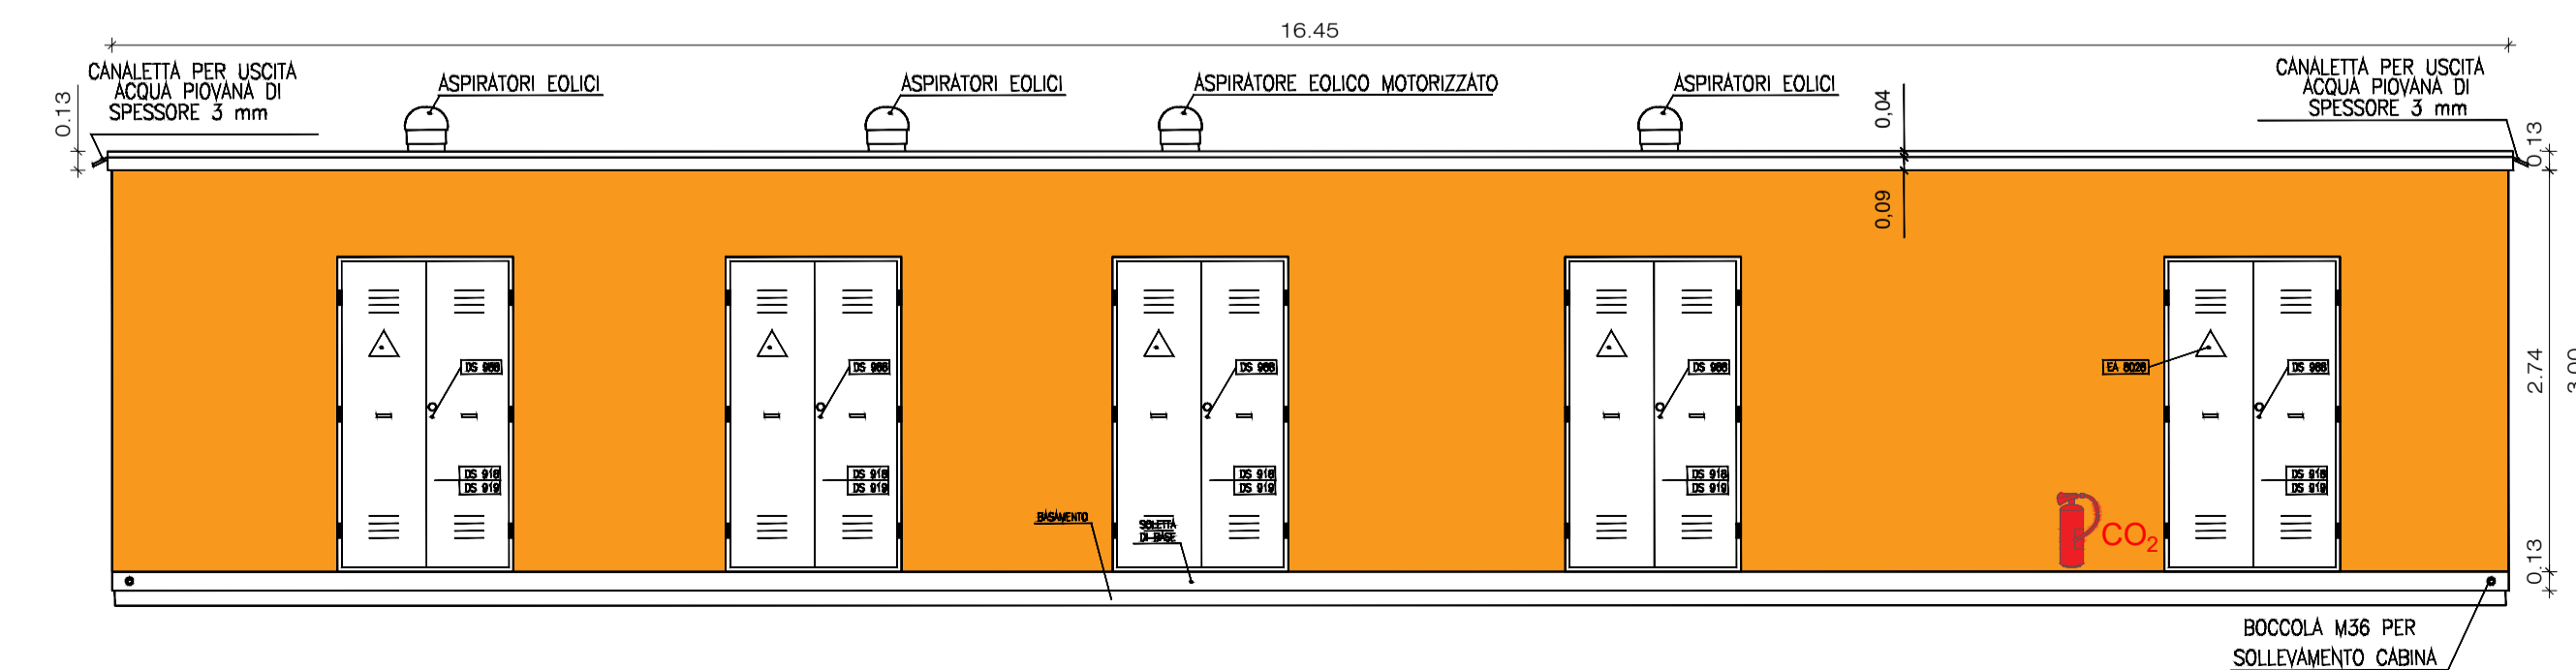 16.45
CANALETTA PER USCITA
ACQUA PIOVANA DI
SPESSORE 3 mm
ASPIRATORI EOLICI
ASPIRATORI EOLICI
ASPIRATORE EOLICO MOTORIZZATO
ASPIRATORI EOLICI
CANALETTA PER USCITA
ACQUA PIOVANA DI
SPESSORE 3 mm
0.13
0,04
0.13
0,09
DS 988
DS 988
DS 988
DS 988
EA 8026
DS 988
2.74
3.00
DS 918
DS 919
DS 918
DS 919
DS 918
DS 919
DS 918
DS 919
DS 918
DS 919
BASAMENTO
SOLETTA
DI BASE
CO2
0.13
BOCCOLA M36 PER
SOLLEVAMENTO CABINA